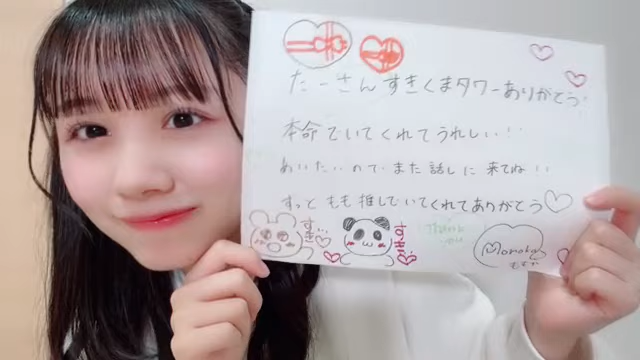 たーさん すきくまタワーありがとう!
本命でいてくれてうれしい!!
あいたいので また話しに 来てね!!
ずっと もも推しでいてくれてありがとう
すき
すき
Thank you
Momoka
ももか